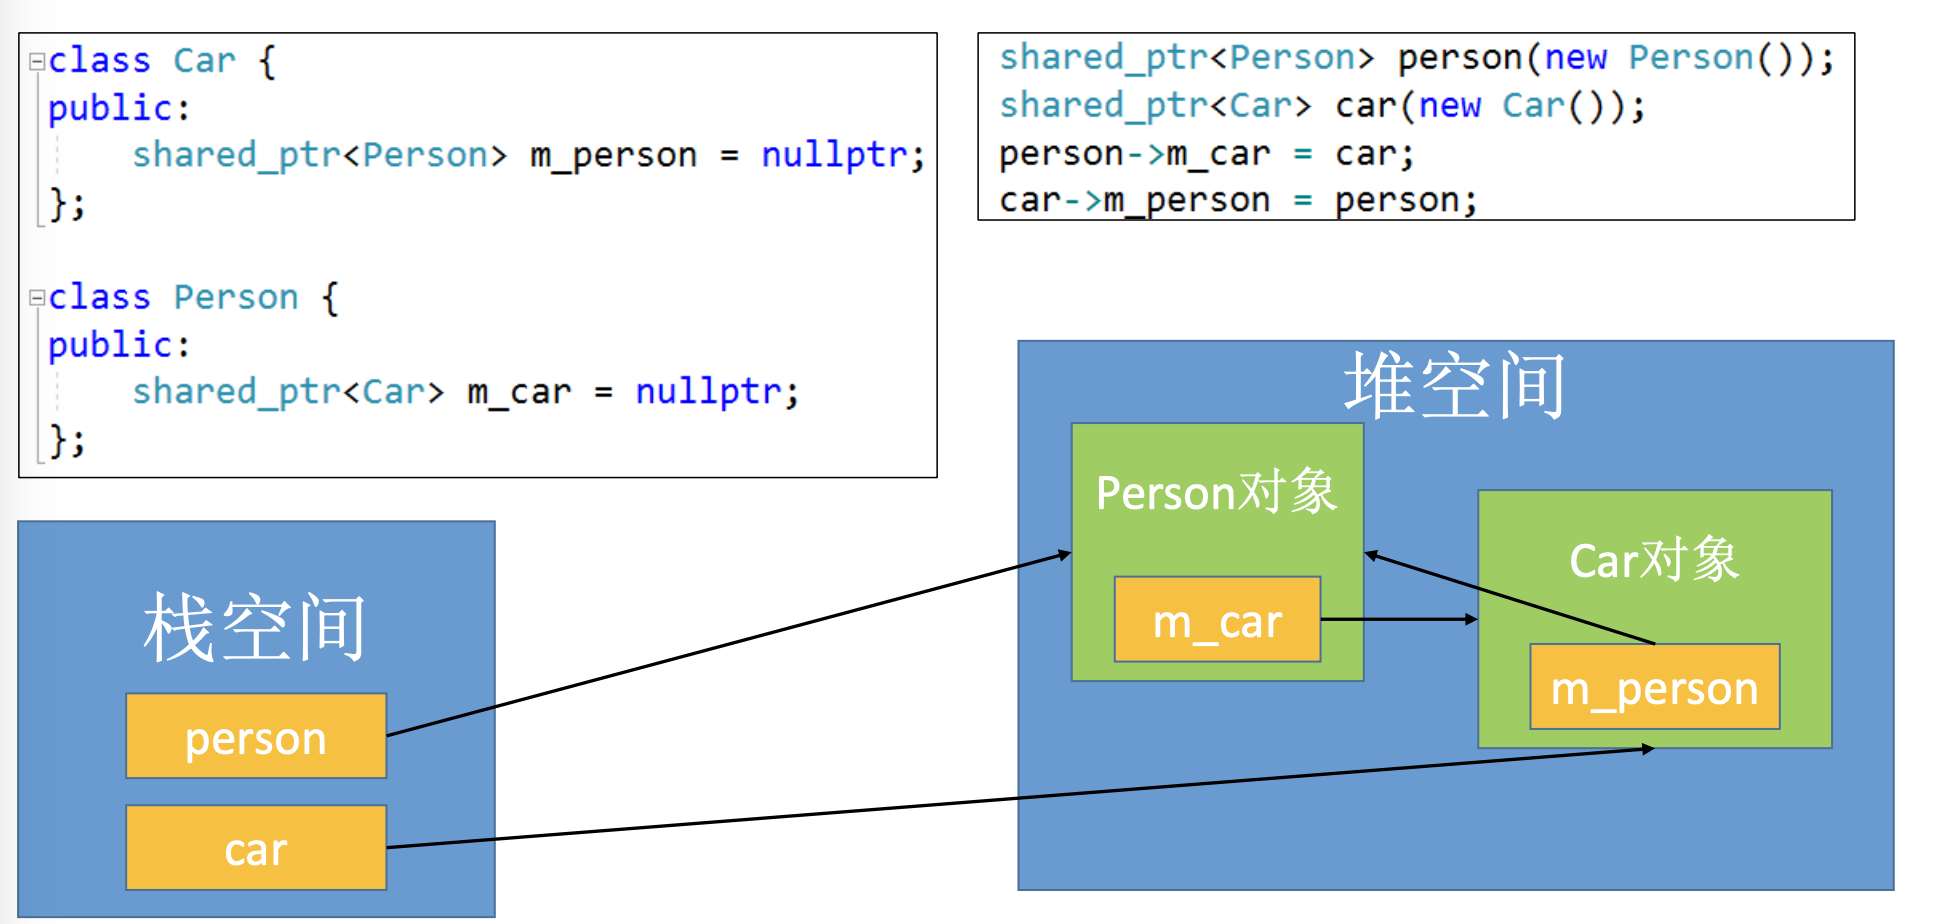 class Car {
public:
    shared_ptr<Person> m_person = nullptr;
};
class Person {
public:
    shared_ptr<Car> m_car = nullptr;
};
shared_ptr<Person> person(new Person());
shared_ptr<Car> car(new Car());
person->m_car = car;
car->m_person = person;
栈空间
person
car
堆空间
Person对象
m_car
Car对象
m_person